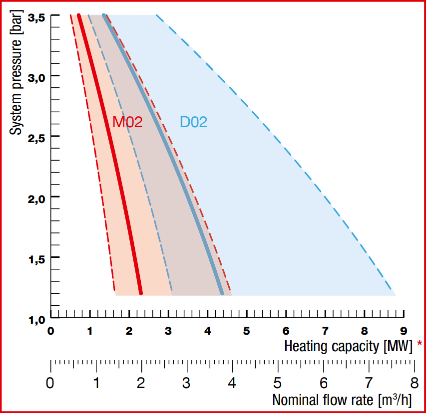 System pressure [bar]
3,5
3,0
2,5
2,0
1,5
1,0
M02 D02
0 1 2 3 4 5 6 7 8 9
Heating capacity [MW] *
0 1 2 3 4 5 6 7 8
Nominal flow rate [m³/h]